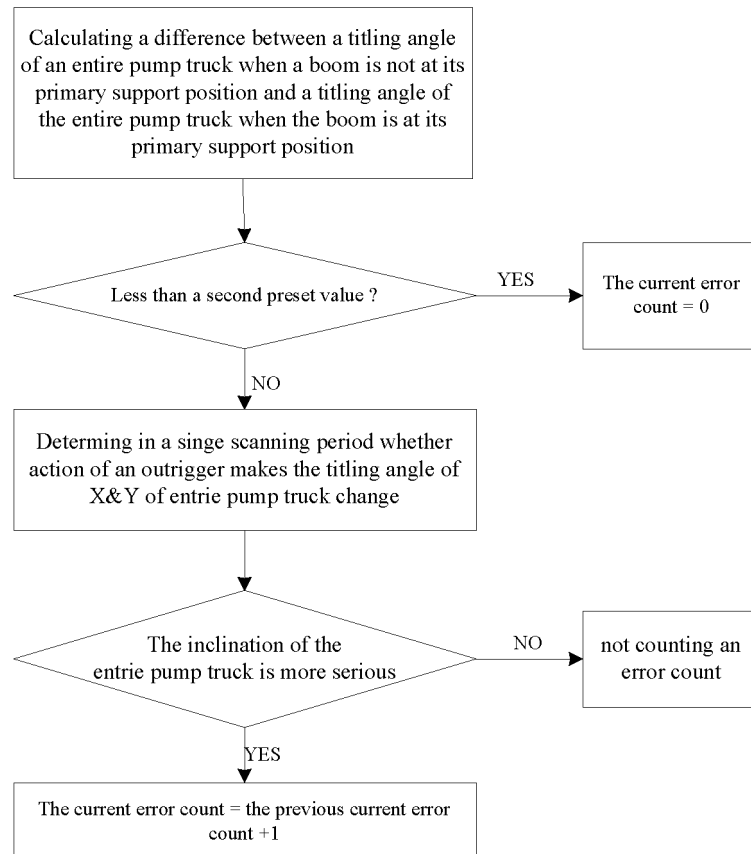 Calculating a difference between a titling angle
of an entire pump truck when a boom is not at its
primary support position and a titling angle of
the entire pump truck when the boom is at its
primary support position
Less than a second preset value ?
YES
The current error
count = 0
NO
Determing in a singe scanning period whether
action of an outrigger makes the titling angle of
X&Y of entrie pump truck change
The inclination of the
entrie pump truck is more serious
NO
not counting an
error count
YES
The current error count = the previous current error
count +1